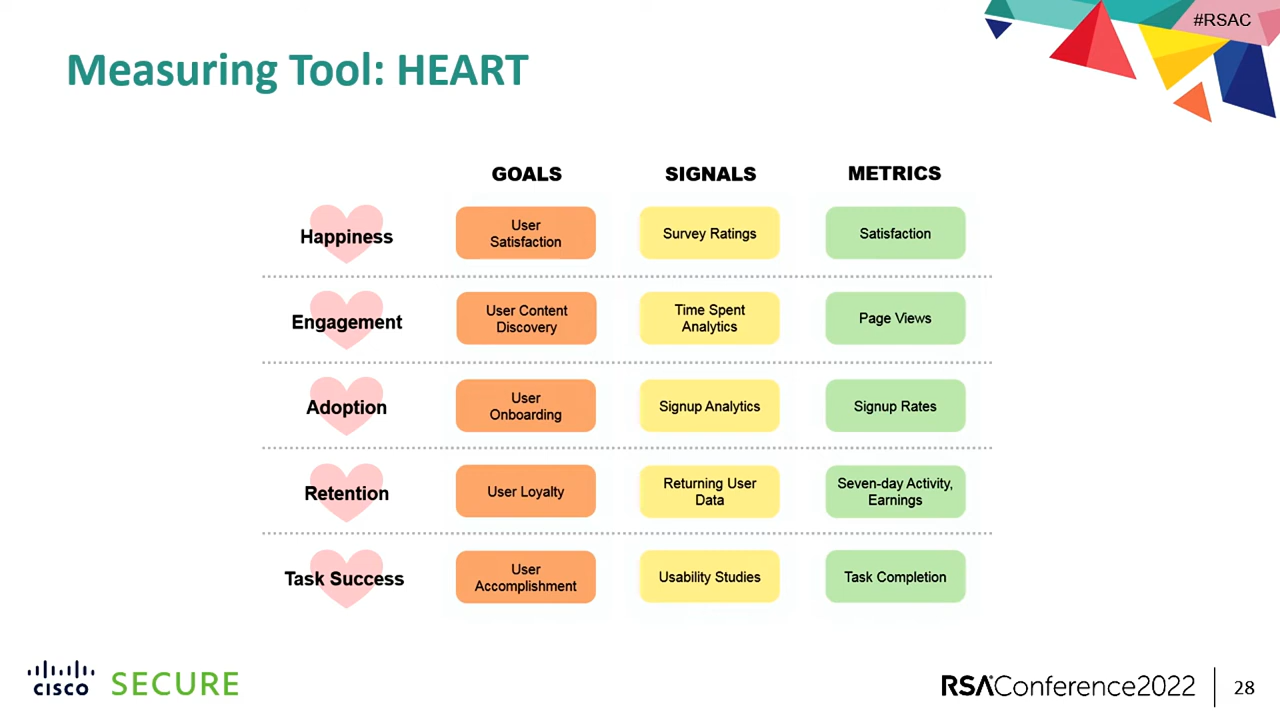 #RSAC
Measuring Tool: HEART
GOALS
SIGNALS
METRICS
Happiness
User
Satisfaction
Survey Ratings
Satisfaction
Engagement
User Content
Discovery
Time Spent
Analytics
Page Views
Adoption
User
Onboarding
Signup Analytics
Signup Rates
Retention
User Loyalty
Returning User
Data
Seven-day Activity,
Earnings
Task Success
User
Accomplishment
Usability Studies
Task Completion
CISCO SECURE
RSAConference2022
28